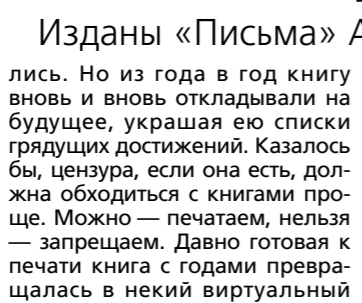 Изданы «Письма» А
лись. Но из года в год книгу
вновь и вновь откладывали на
будущее, украшая ею списки
грядущих достижений. Казалось
бы, цензура, если она есть, дол-
жна обходиться с книгами про-
ще. Можно — печатаем, нельзя
— запрещаем. Давно готовая к
печати книга с годами превра-
щалась в некий виртуальный